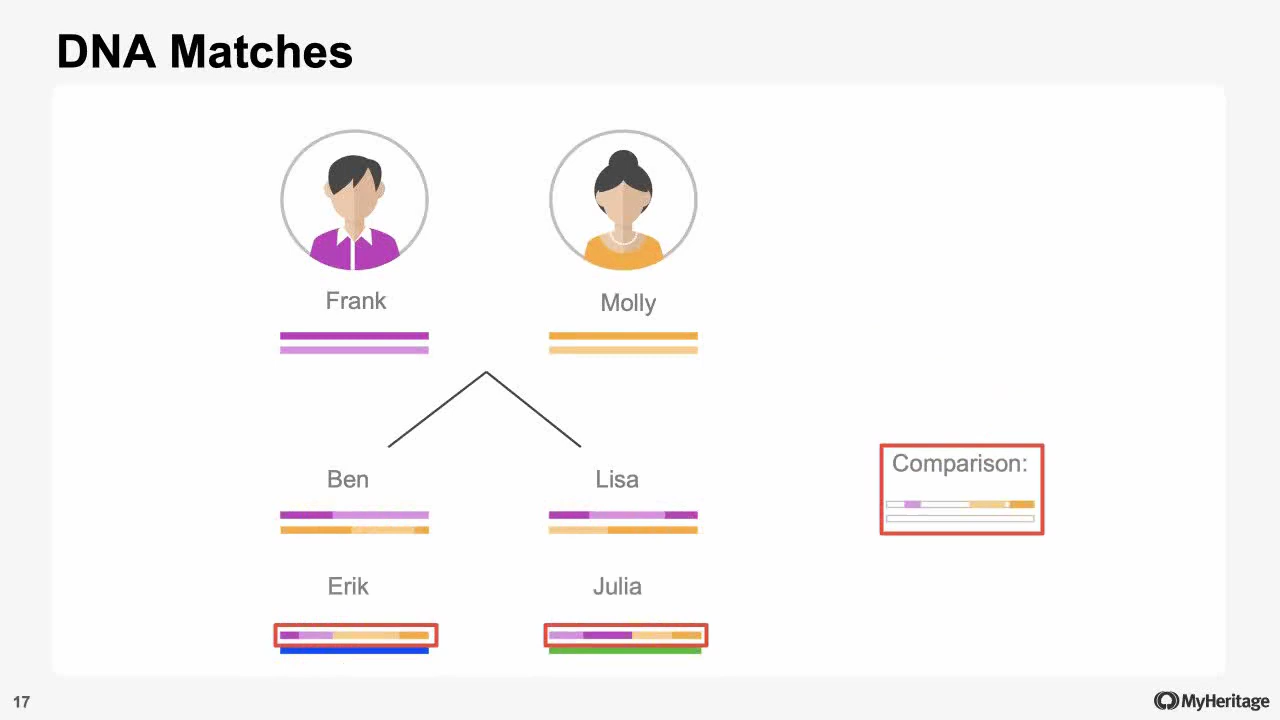 DNA Matches
Frank
Molly
Ben
Lisa
Comparison:
Erik
Julia
17
MyHeritage